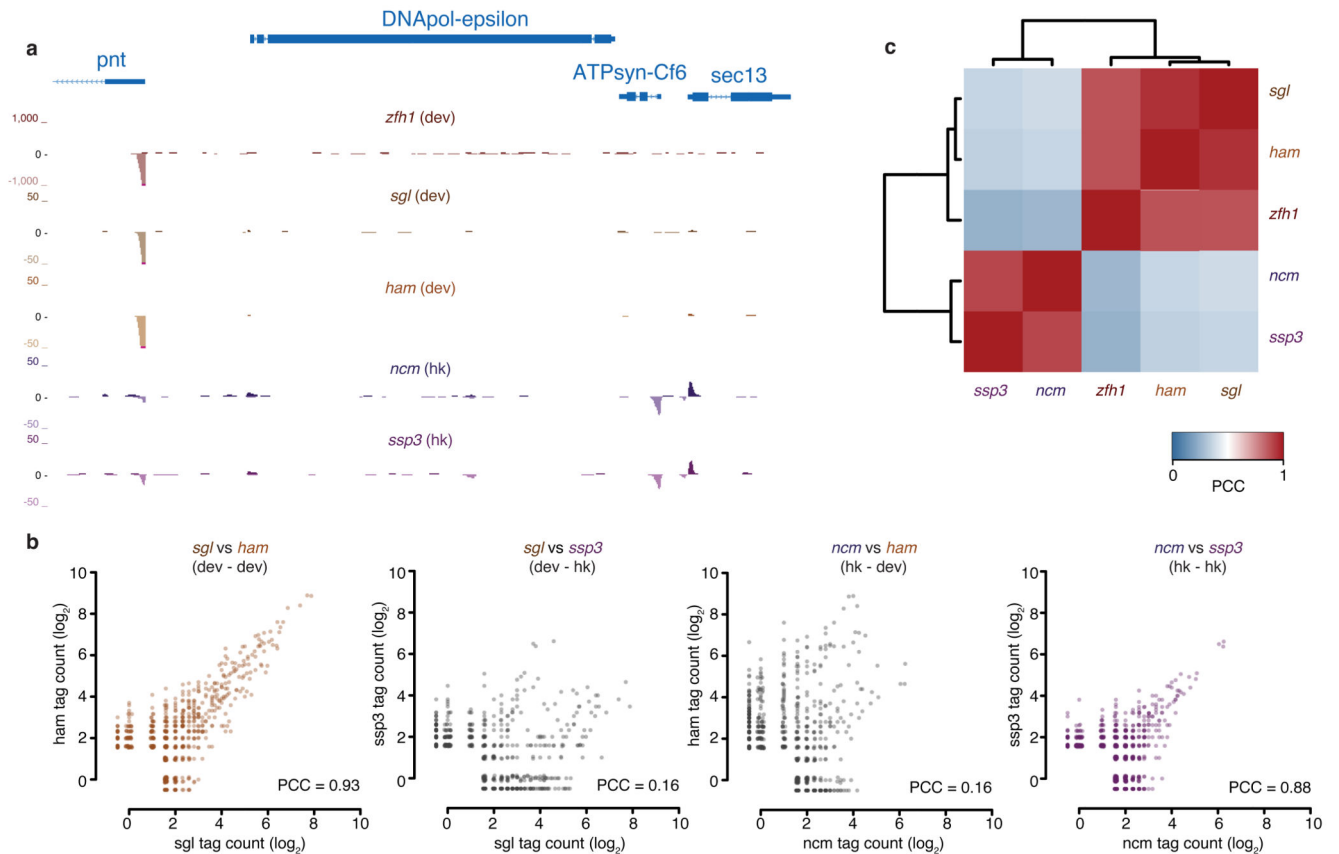 DNApol-epsilon
a
pnt
ATPsyn-Cf6
sec13
zfh1 (dev)
1,000
0
-1,000
sgl (dev)
50
0
-50
ham (dev)
50
0
-50
ncm (hk)
50
0
-50
ssp3 (hk)
50
0
-50
c
sgl
ham
zfh1
ncm
ssp3
ssp3 ncm zfh1 ham sgl
0 1
PCC
b
sgl vs ham
(dev - dev)
ham tag count (log2)
10
8
6
4
2
0
PCC = 0.93
0 2 4 6 8 10
sgl tag count (log2)
sgl vs ssp3
(dev - hk)
ssp3 tag count (log2)
10
8
6
4
2
0
PCC = 0.16
0 2 4 6 8 10
sgl tag count (log2)
ncm vs ham
(hk - dev)
ham tag count (log2)
10
8
6
4
2
0
PCC = 0.16
0 2 4 6 8 10
ncm tag count (log2)
ncm vs ssp3
(hk - hk)
ssp3 tag count (log2)
10
8
6
4
2
0
PCC = 0.88
0 2 4 6 8 10
ncm tag count (log2)